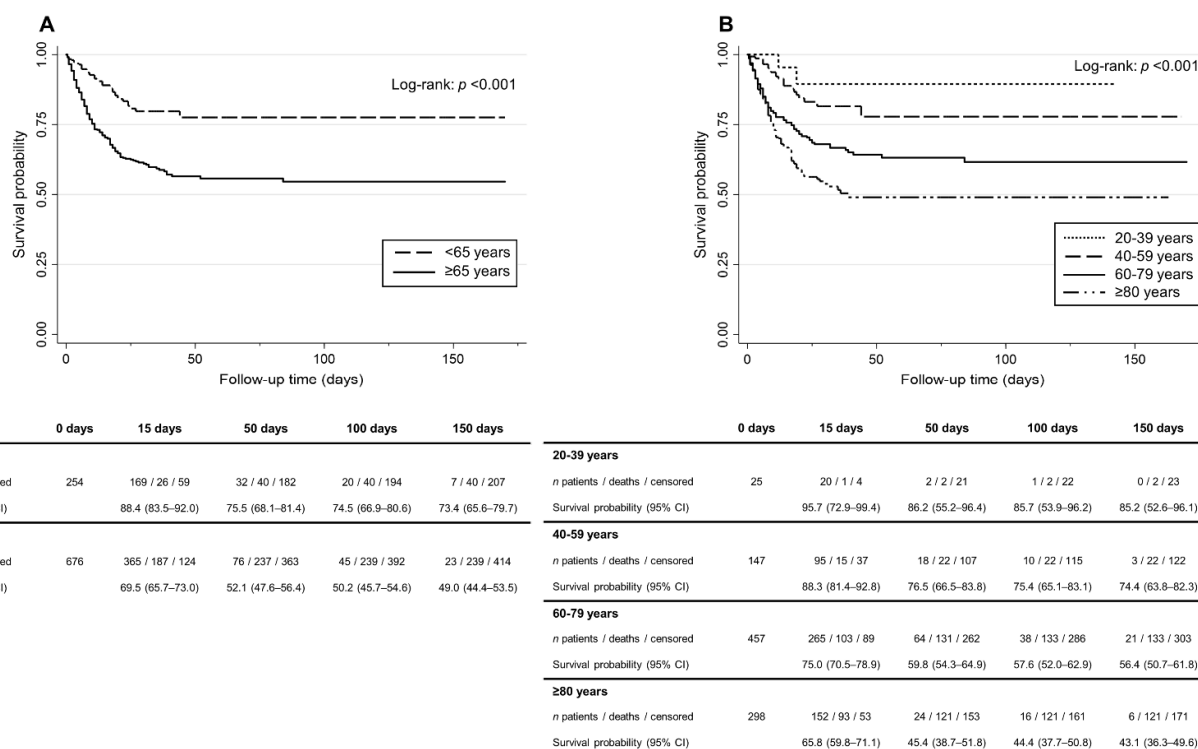 A
1.00
0.75
0.50
0.25
0.00
Survival probability
Log-rank: p <0.001
<65 years
≥65 years
0 50 100 150
Follow-up time (days)
0 days 15 days 50 days 100 days 150 days
254 169 / 26 / 59 32 / 40 / 182 20 / 40 / 194 7 / 40 / 207
88.4 (83.5–92.0) 75.5 (68.1–81.4) 74.5 (66.9–80.6) 73.4 (65.6–79.7)
676 365 / 187 / 124 76 / 237 / 363 45 / 239 / 392 23 / 239 / 414
69.5 (65.7–73.0) 52.1 (47.6–56.4) 50.2 (45.7–54.6) 49.0 (44.4–53.5)
B
1.00
0.75
0.50
0.25
0.00
Survival probability
Log-rank: p <0.001
20-39 years
40-59 years
60-79 years
≥80 years
0 50 100 150
Follow-up time (days)
0 days 15 days 50 days 100 days 150 days
20-39 years
n patients / deaths / censored 25 20 / 1 / 4 2 / 2 / 21 1 / 2 / 22 0 / 2 / 23
Survival probability (95% CI) 95.7 (72.9–99.4) 86.2 (55.2–96.4) 85.7 (53.9–96.2) 85.2 (52.6–96.1)
40-59 years
n patients / deaths / censored 147 95 / 15 / 37 18 / 22 / 107 10 / 22 / 115 3 / 22 / 122
Survival probability (95% CI) 88.3 (81.4–92.8) 76.5 (66.5–83.8) 75.4 (65.1–83.1) 74.4 (63.8–82.3)
60-79 years
n patients / deaths / censored 457 265 / 103 / 89 64 / 131 / 262 38 / 133 / 286 21 / 133 / 303
Survival probability (95% CI) 75.0 (70.5–78.9) 59.8 (54.3–64.9) 57.6 (52.0–62.9) 56.4 (50.7–61.8)
≥80 years
n patients / deaths / censored 298 152 / 93 / 53 24 / 121 / 153 16 / 121 / 161 6 / 121 / 171
Survival probability (95% CI) 65.8 (59.8–71.1) 45.4 (38.7–51.8) 44.4 (37.7–50.8) 43.1 (36.3–49.6)